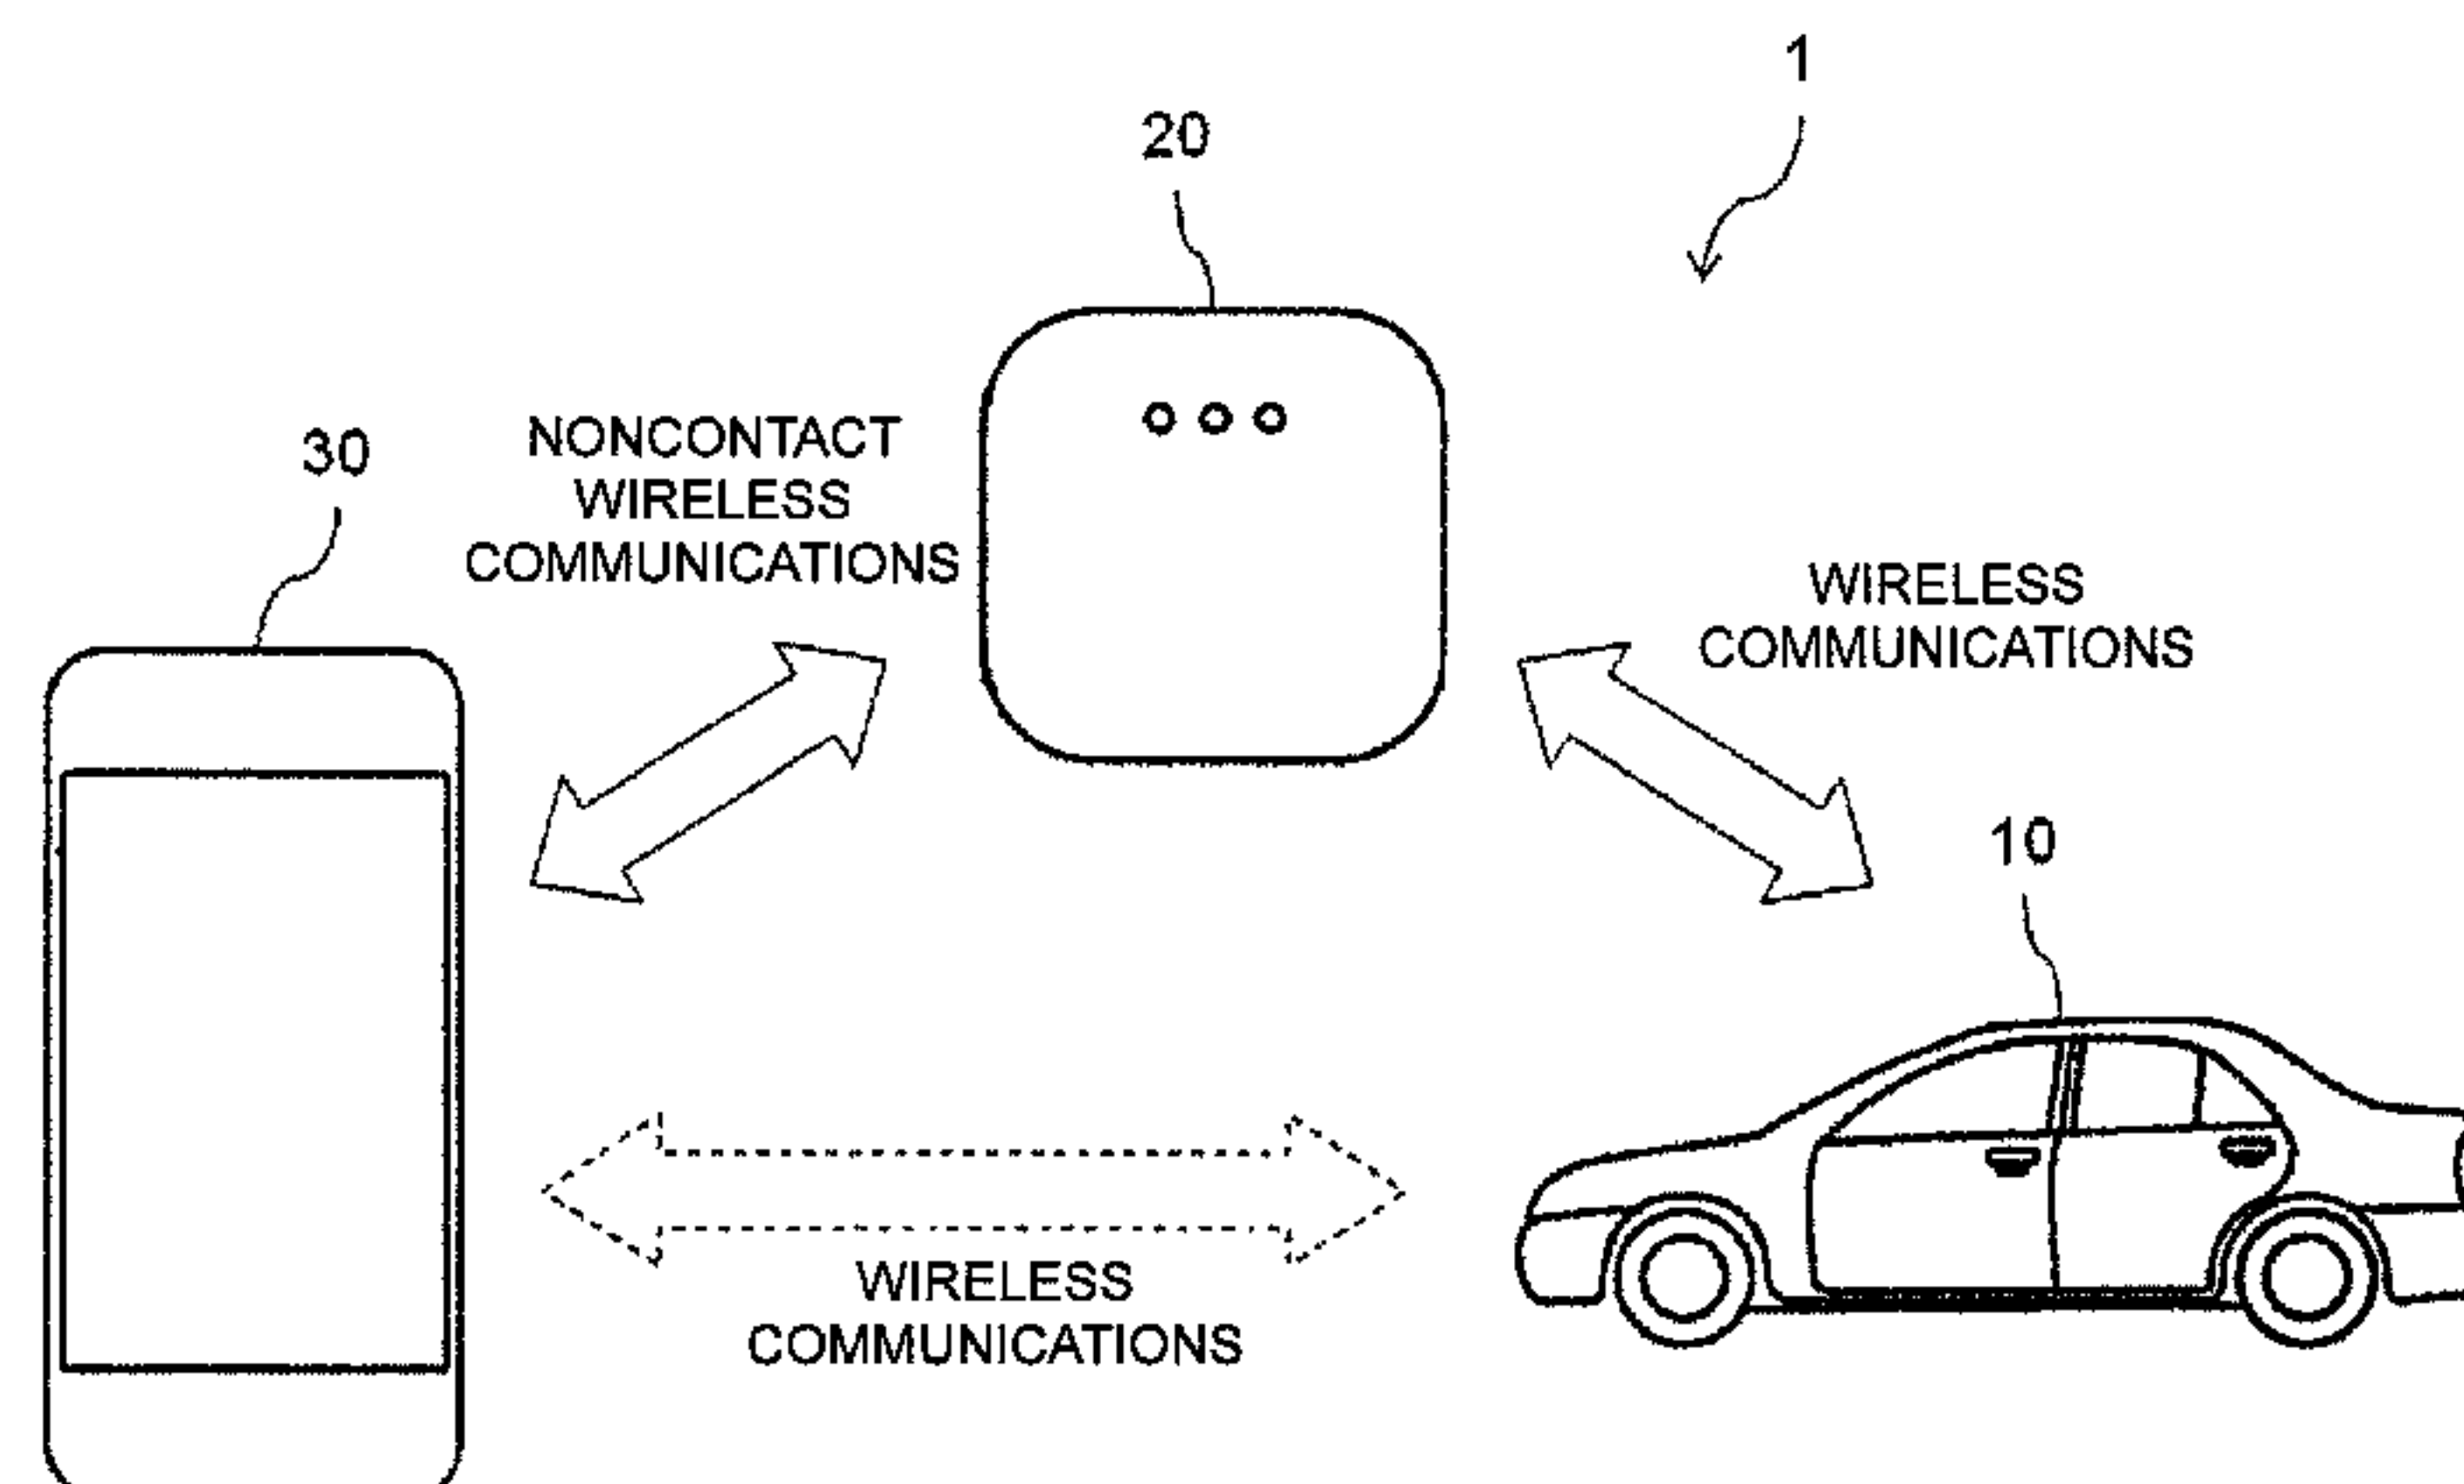 1
20
30
NONCONTACT
WIRELESS
COMMUNICATIONS
WIRELESS
COMMUNICATIONS
10
WIRELESS
COMMUNICATIONS